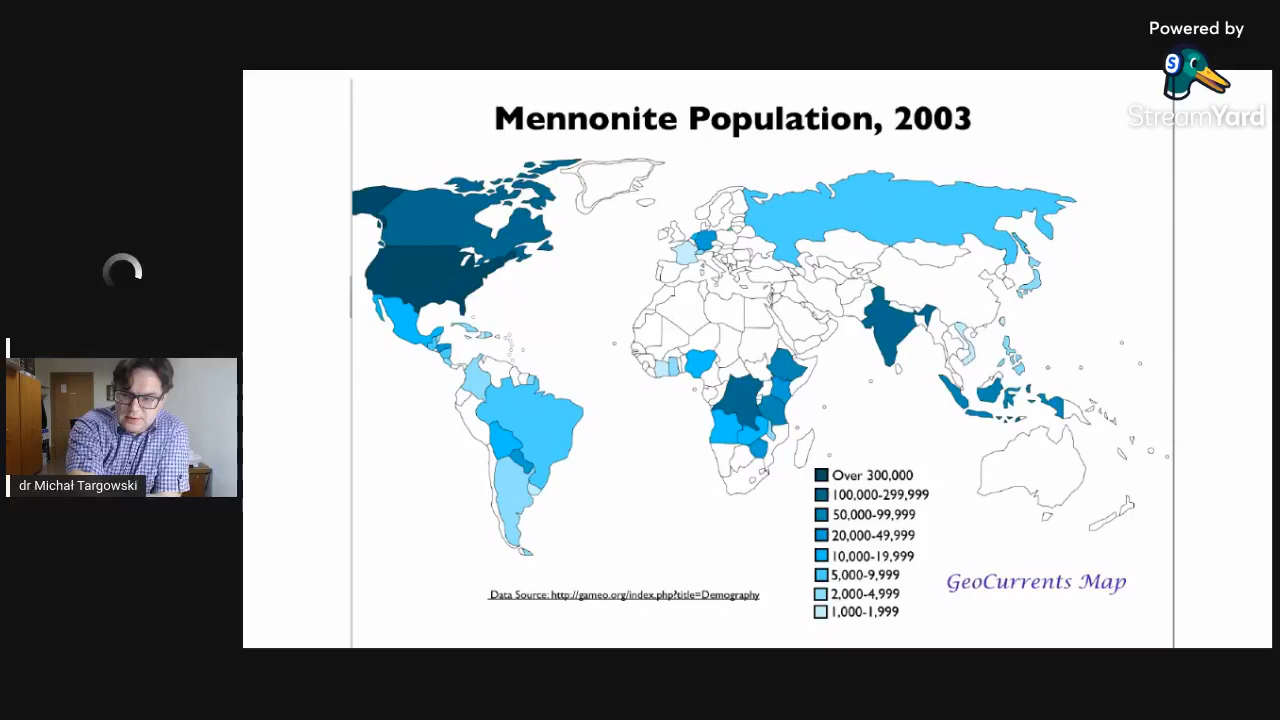 Powered by
StreamYard
Mennonite Population, 2003
Over 300,000
100,000-299,999
50,000-99,999
20,000-49,999
10,000-19,999
5,000-9,999
2,000-4,999
1,000-1,999
GeoCurrents Map
Data Source: http://gameo.org/index.php?title=Demography
dr Michał Targowski